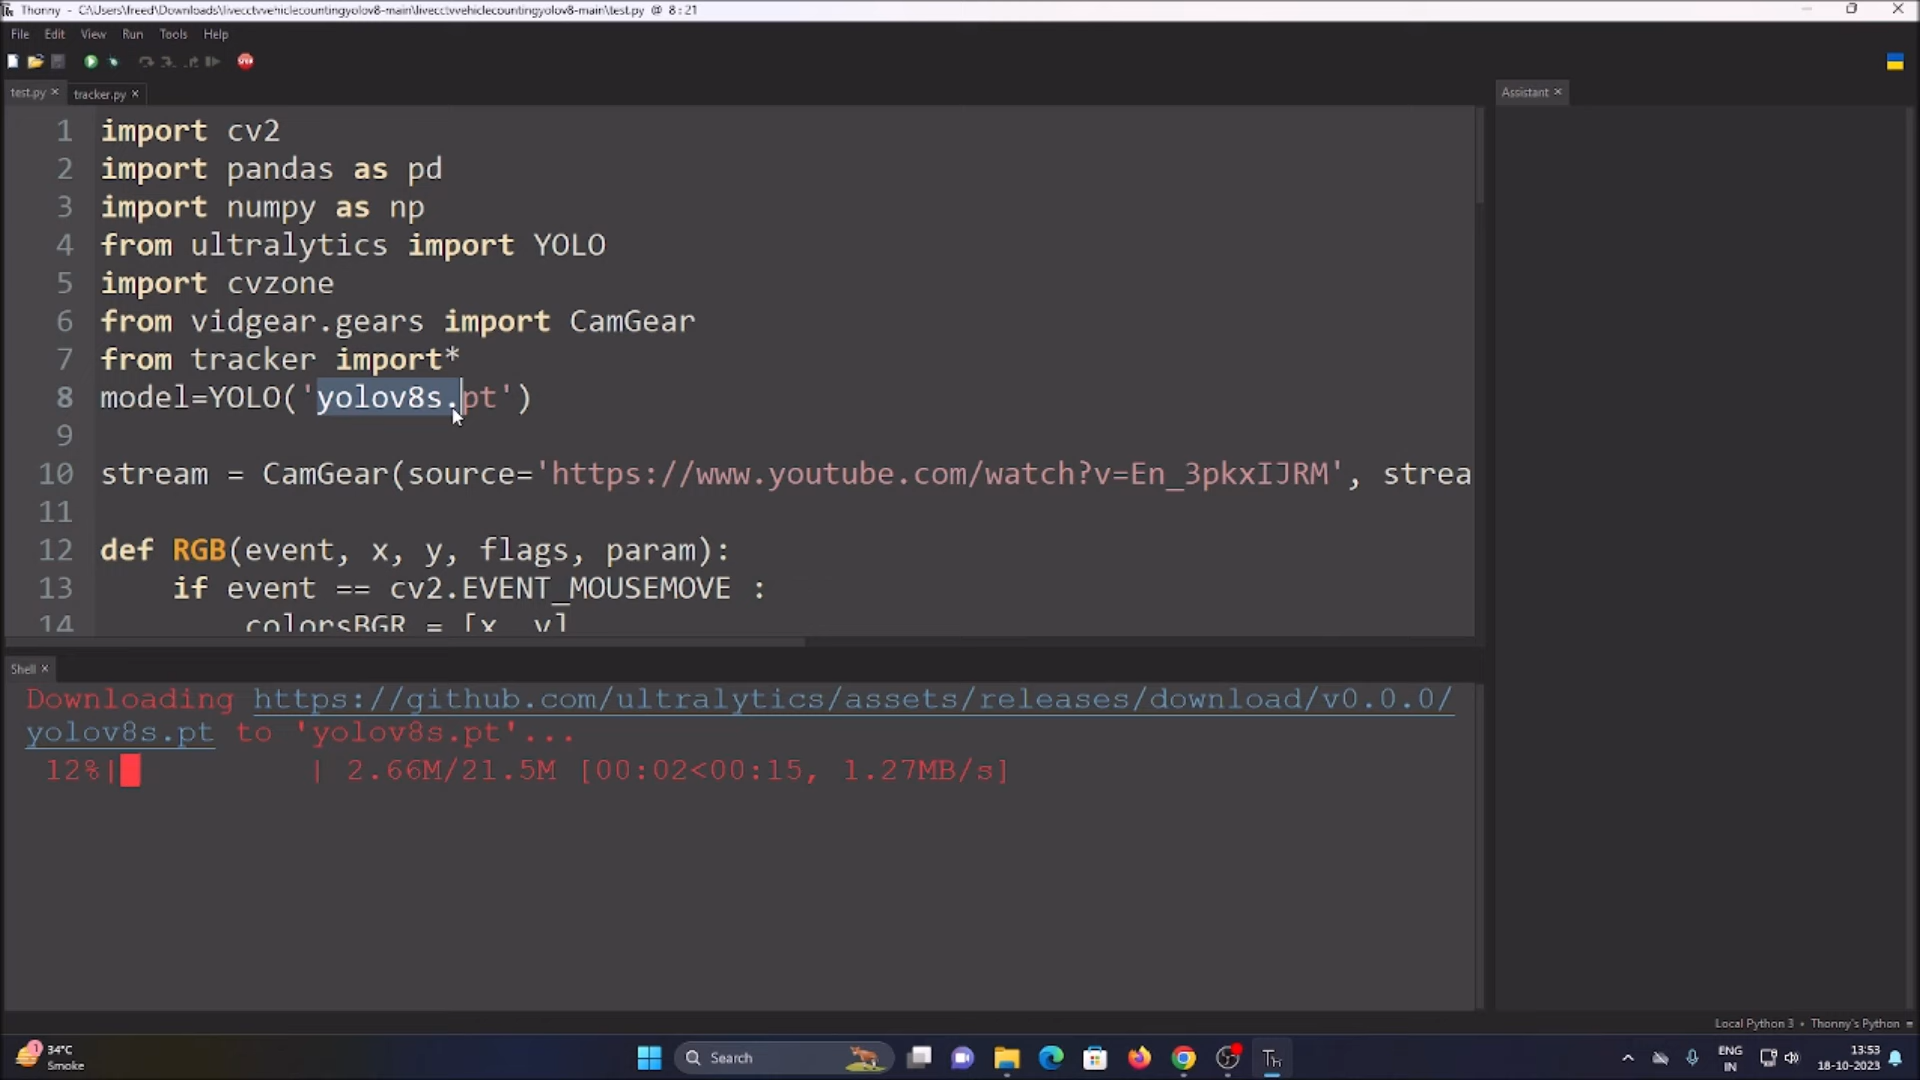 Thonny - C:\Users\freed\Downloads\livecctvvehiclecountingyolov8-main\livecctvvehiclecountingyolov8-main\test.py @ 8 : 21
File Edit View Run Tools Help
test.py × tracker.py ×
Assistant ×
1 import cv2
2 import pandas as pd
3 import numpy as np
4 from ultralytics import YOLO
5 import cvzone
6 from vidgear.gears import CamGear
7 from tracker import*
8 model=YOLO('yolov8s.pt')
9
10 stream = CamGear(source='https://www.youtube.com/watch?v=En_3pkxIJRM', strea
11
12 def RGB(event, x, y, flags, param):
13 if event == cv2.EVENT_MOUSEMOVE :
14 colorsBGR = [x, y]
Shell ×
Downloading https://github.com/ultralytics/assets/releases/download/v0.0.0/
yolov8s.pt to 'yolov8s.pt'...
12%| | 2.66M/21.5M [00:02<00:15, 1.27MB/s]
Local Python 3 • Thonny's Python
1
34°C
Smoke
Search
Th
ENG
IN
13:53
18-10-2023